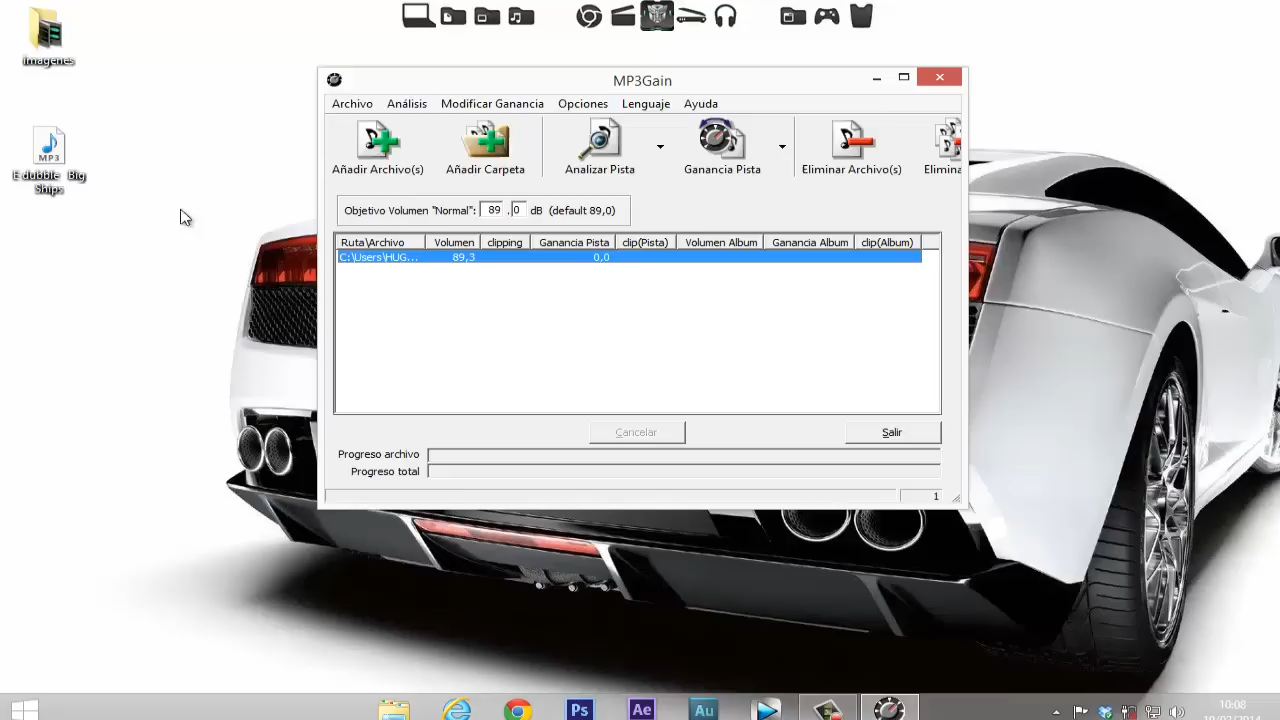 imagenes
MP3
E dubble Big
Ships
MP3Gain
Archivo Análisis Modificar Ganancia Opciones Lenguaje Ayuda
Añadir Archivo(s) Añadir Carpeta Analizar Pista Ganancia Pista Eliminar Archivo(s) Elimina
Objetivo Volumen "Normal": 89 ,0 dB (default 89,0)
Ruta\Archivo Volumen clipping Ganancia Pista clip(Pista) Volumen Album Ganancia Album clip(Album)
C:\Users\HUG... 89,3 0,0
Cancelar Salir
Progreso archivo
Progreso total
1
Ps Ae Au
10:08